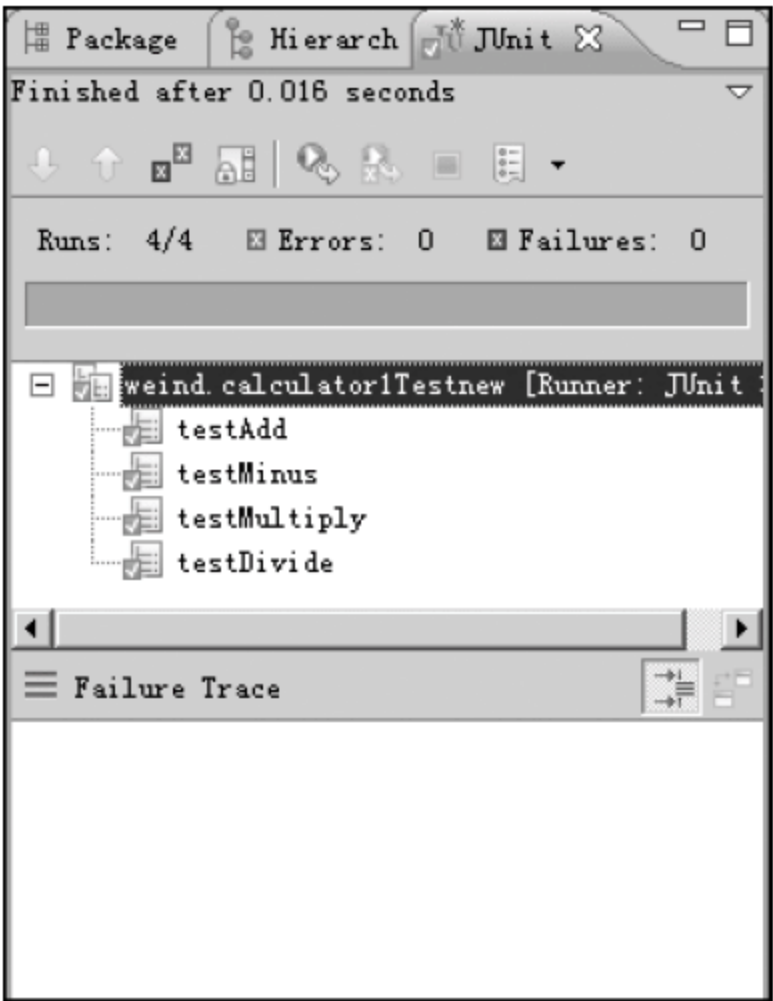 Package Hierarch JUnit
Finished after 0.016 seconds
Runs: 4/4 Errors: 0 Failures: 0
weind.calculator1Testnew [Runner: JUnit
testAdd
testMinus
testMultiply
testDivide
Failure Trace